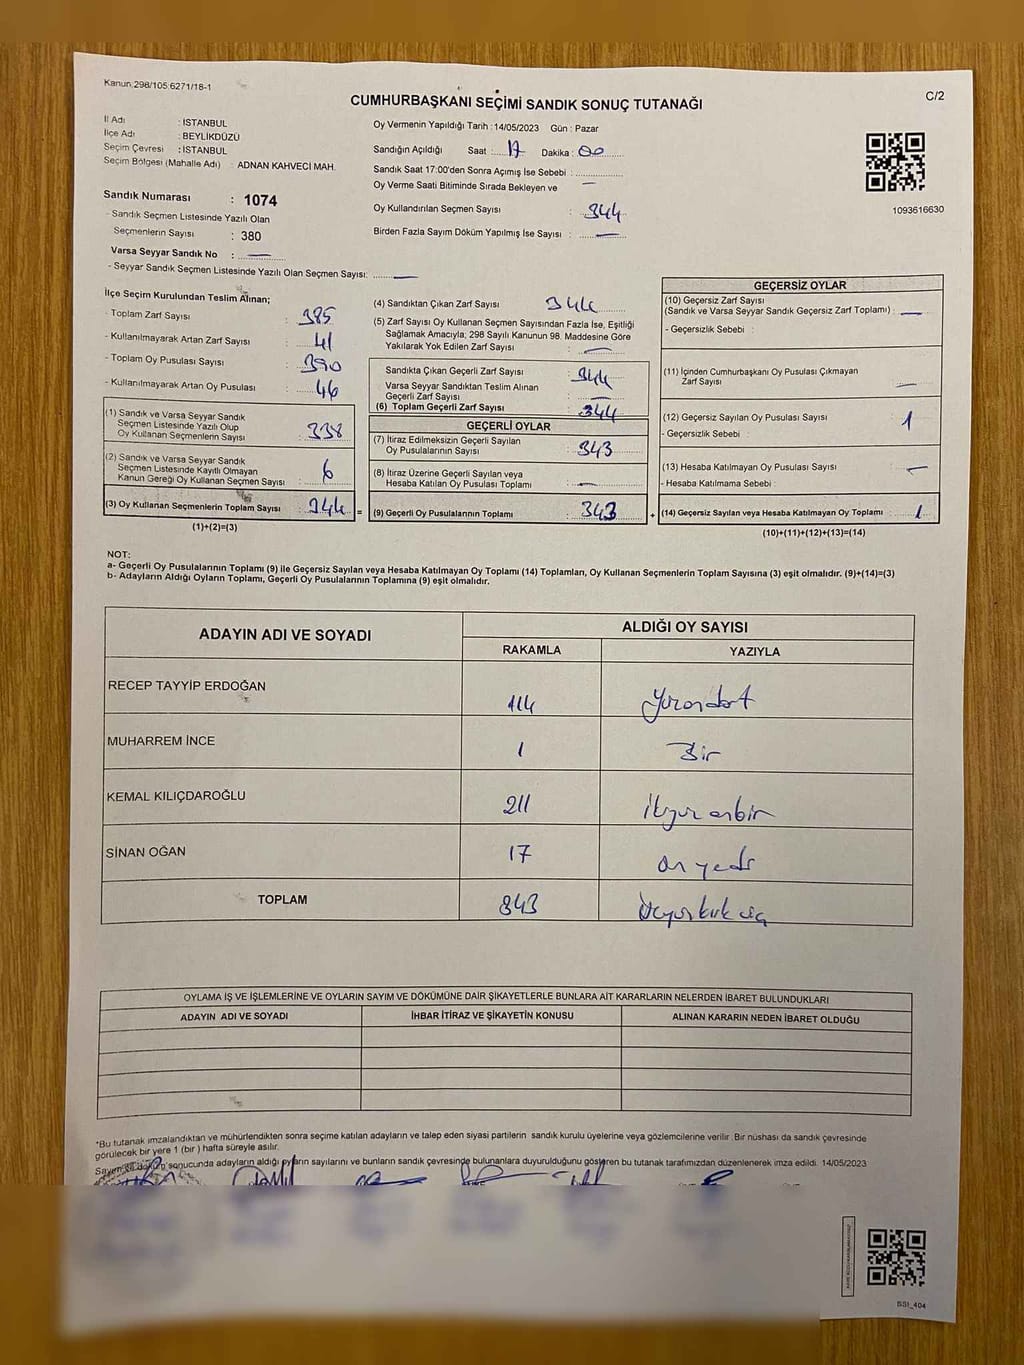 Kanun:298/105:6271/18-1
C/2
CUMHURBAŞKANI SEÇİMİ SANDIK SONUÇ TUTANAĞI
İl Adı : İSTANBUL
İlçe Adı : BEYLİKDÜZÜ
Seçim Çevresi : İSTANBUL
Seçim Bölgesi (Mahalle Adı) : ADNAN KAHVECİ MAH.
Sandık Numarası : 1074
- Sandık Seçmen Listesinde Yazılı Olan
Seçmenlerin Sayısı : 380
Varsa Seyyar Sandık No : —
- Seyyar Sandık Seçmen Listesinde Yazılı Olan Seçmen Sayısı: —
Oy Vermenin Yapıldığı Tarih : 14/05/2023 Gün : Pazar
Sandığın Açıldığı Saat : 17 Dakika : 00
Sandık Saat 17:00'den Sonra Açımış İse Sebebi :
Oy Verme Saati Bitiminde Sırada Bekleyen ve —
Oy Kullandırılan Seçmen Sayısı : 344
Birden Fazla Sayım Döküm Yapılmış İse Sayısı : —
1093616630
İlçe Seçim Kurulundan Teslim Alınan;
- Toplam Zarf Sayısı : 385
- Kullanılmayarak Artan Zarf Sayısı : 41
- Toplam Oy Pusulası Sayısı : 390
- Kullanılmayarak Artan Oy Pusulası : 46
(1) Sandık ve Varsa Seyyar Sandık
Seçmen Listesinde Yazılı Olup
Oy Kullanan Seçmenlerin Sayısı : 338
(2) Sandık ve Varsa Seyyar Sandık
Seçmen Listesinde Kayıtlı Olmayan
Kanun Gereği Oy Kullanan Seçmen Sayısı : 6
(3) Oy Kullanan Seçmenlerin Toplam Sayısı : 344 =
(1)+(2)=(3)
(4) Sandıktan Çıkan Zarf Sayısı : 344
(5) Zarf Sayısı Oy Kullanan Seçmen Sayısından Fazla İse, Eşitliği
Sağlamak Amacıyla; 298 Sayılı Kanunun 98. Maddesine Göre
Yakılarak Yok Edilen Zarf Sayısı : —
Sandıkta Çıkan Geçerli Zarf Sayısı : 344
Varsa Seyyar Sandıktan Teslim Alınan
Geçerli Zarf Sayısı : —
(6) Toplam Geçerli Zarf Sayısı : 344
GEÇERLİ OYLAR
(7) İtiraz Edilmeksizin Geçerli Sayılan
Oy Pusulalarının Sayısı : 343
(8) İtiraz Üzerine Geçerli Sayılan veya
Hesaba Katılan Oy Pusulası Toplamı : —
(9) Geçerli Oy Pusulalarının Toplamı : 343 +
GEÇERSİZ OYLAR
(10) Geçersiz Zarf Sayısı
(Sandık ve Varsa Seyyar Sandık Geçersiz Zarf Toplamı) : —
- Geçersizlik Sebebi :
(11) İçinden Cumhurbaşkanı Oy Pusulası Çıkmayan
Zarf Sayısı : —
(12) Geçersiz Sayılan Oy Pusulası Sayısı : 1
- Geçersizlik Sebebi :
(13) Hesaba Katılmayan Oy Pusulası Sayısı : —
- Hesaba Katılmama Sebebi :
(14) Geçersiz Sayılan veya Hesaba Katılmayan Oy Toplamı : 1
(10)+(11)+(12)+(13)=(14)
NOT:
a- Geçerli Oy Pusulalarının Toplamı (9) ile Geçersiz Sayılan veya Hesaba Katılmayan Oy Toplamı (14) Toplamları, Oy Kullanan Seçmenlerin Toplam Sayısına (3) eşit olmalıdır. (9)+(14)=(3)
b- Adayların Aldığı Oyların Toplamı, Geçerli Oy Pusulalarının Toplamına (9) eşit olmalıdır.
ADAYIN ADI VE SOYADI ALDIĞI OY SAYISI
RAKAMLA YAZIYLA
RECEP TAYYİP ERDOĞAN 114 yüzondört
MUHARREM İNCE 1 Bir
KEMAL KILIÇDAROĞLU 211 ikiyüz onbir
SİNAN OĞAN 17 on yedi
TOPLAM 343 üçyüzkırk üç
OYLAMA İŞ VE İŞLEMLERİNE VE OYLARIN SAYIM VE DÖKÜMÜNE DAİR ŞİKAYETLERLE BUNLARA AİT KARARLARIN NELERDEN İBARET BULUNDUKLARI
ADAYIN ADI VE SOYADI İHBAR İTİRAZ VE ŞİKAYETİN KONUSU ALINAN KARARIN NEDEN İBARET OLDUĞU
*Bu tutanak imzalandıktan ve mühürlendikten sonra seçime katılan adayların ve talep eden siyasi partilerin sandık kurulu üyelerine veya gözlemcilerine verilir. Bir nüshası da sandık çevresinde
görülecek bir yere 1 (bir) hafta süreyle asılır.
Sayım ve döküm sonucunda adayların aldığı oyların sayılarını ve bunların sandık çevresinde bulunanlara duyurulduğunu gösteren bu tutanak tarafımızdan düzenlenerek imza edildi. 14/05/2023
SSI_404